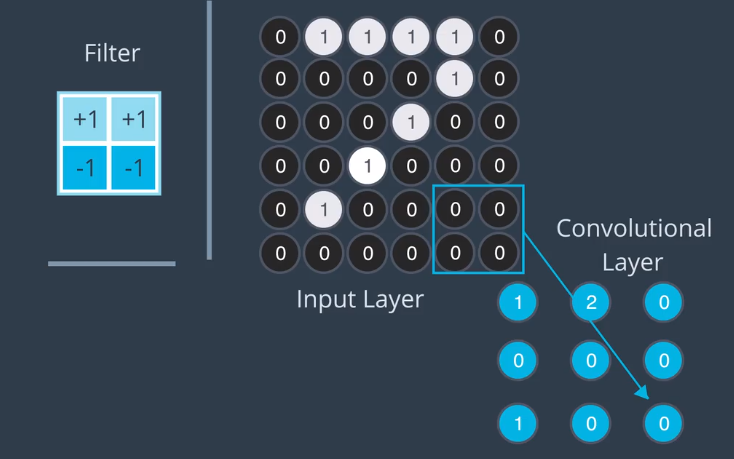 Filter
+1 +1
-1 -1
0 1 1 1 1 0
0 0 0 0 1 0
0 0 0 1 0 0
0 0 1 0 0 0
0 1 0 0 0 0
0 0 0 0 0 0
Input Layer
Convolutional
Layer
1 2 0
0 0 0
1 0 0